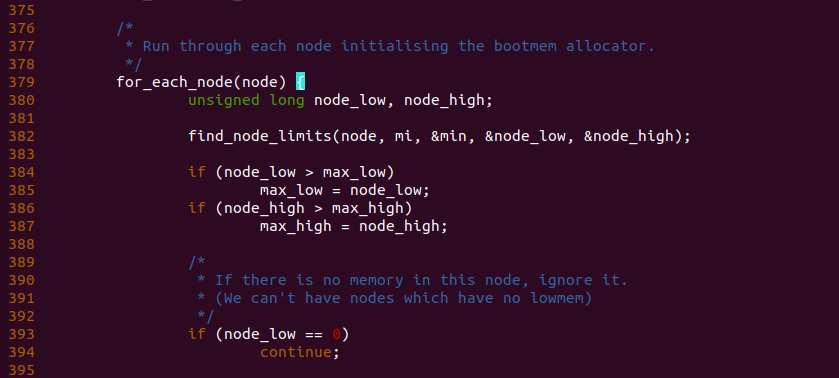 375
376 /*
377 * Run through each node initialising the bootmem allocator.
378 */
379 for_each_node(node) {
380 unsigned long node_low, node_high;
381
382 find_node_limits(node, mi, &min, &node_low, &node_high);
383
384 if (node_low > max_low)
385 max_low = node_low;
386 if (node_high > max_high)
387 max_high = node_high;
388
389 /*
390 * If there is no memory in this node, ignore it.
391 * (We can't have nodes which have no lowmem)
392 */
393 if (node_low == 0)
394 continue;
395